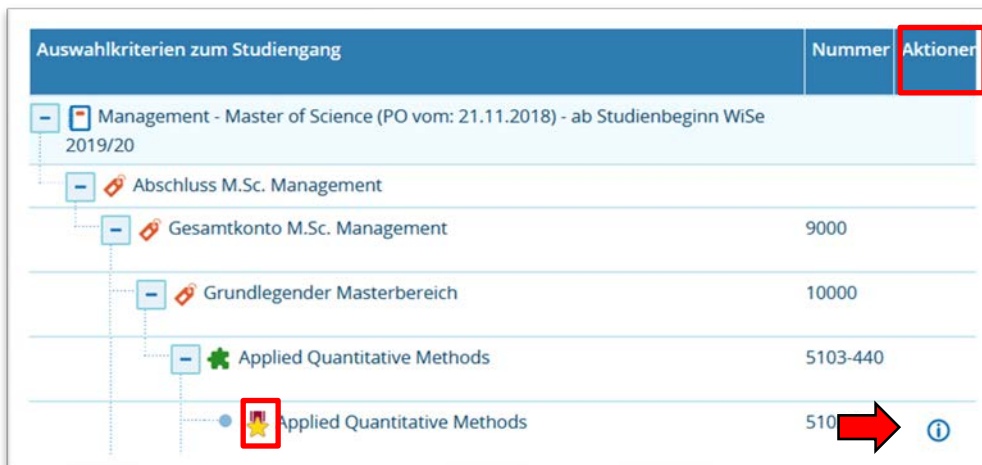 Auswahlkriterien zum Studiengang Nummer Aktionen
Management - Master of Science (PO vom: 21.11.2018) - ab Studienbeginn WiSe
2019/20
Abschluss M.Sc. Management
Gesamtkonto M.Sc. Management 9000
Grundlegender Masterbereich 10000
Applied Quantitative Methods 5103-440
Applied Quantitative Methods 510